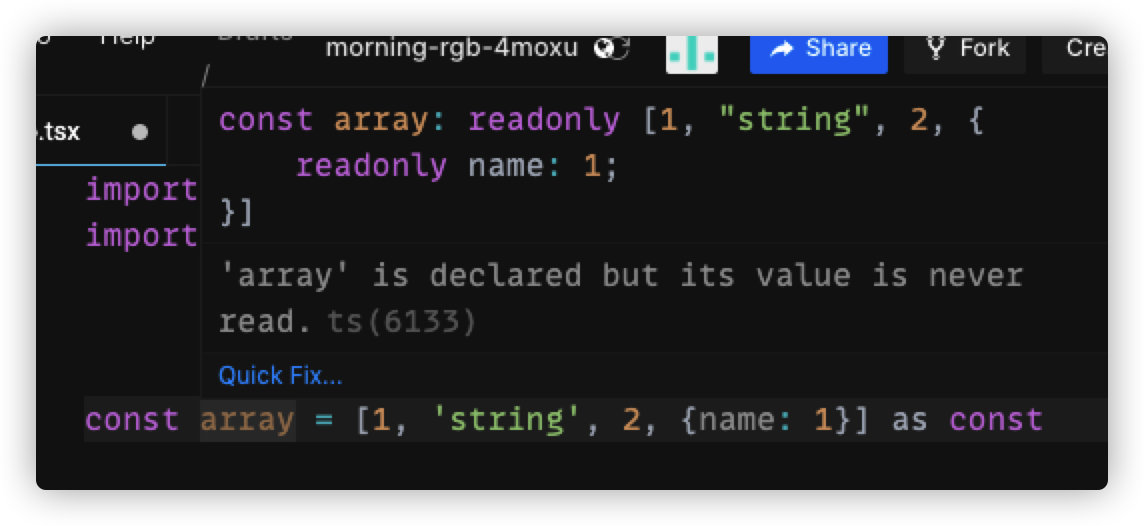 Help
Drafts
/
morning-rgb-4moxu
Share
Fork
Cre
.tsx
const array: readonly [1, "string", 2, {
readonly name: 1;
}]
import
import
'array' is declared but its value is never
read. ts(6133)
Quick Fix...
const array = [1, 'string', 2, {name: 1}] as const